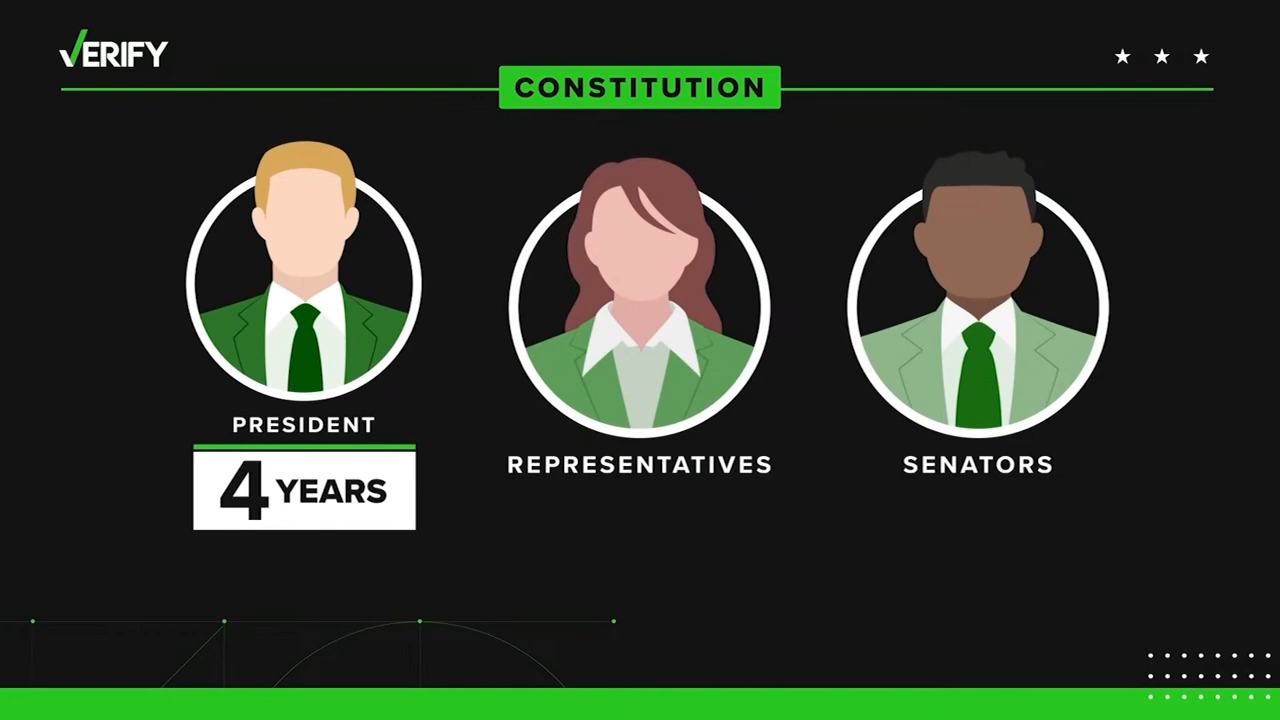 VERIFY
CONSTITUTION
PRESIDENT
4 YEARS
REPRESENTATIVES
SENATORS